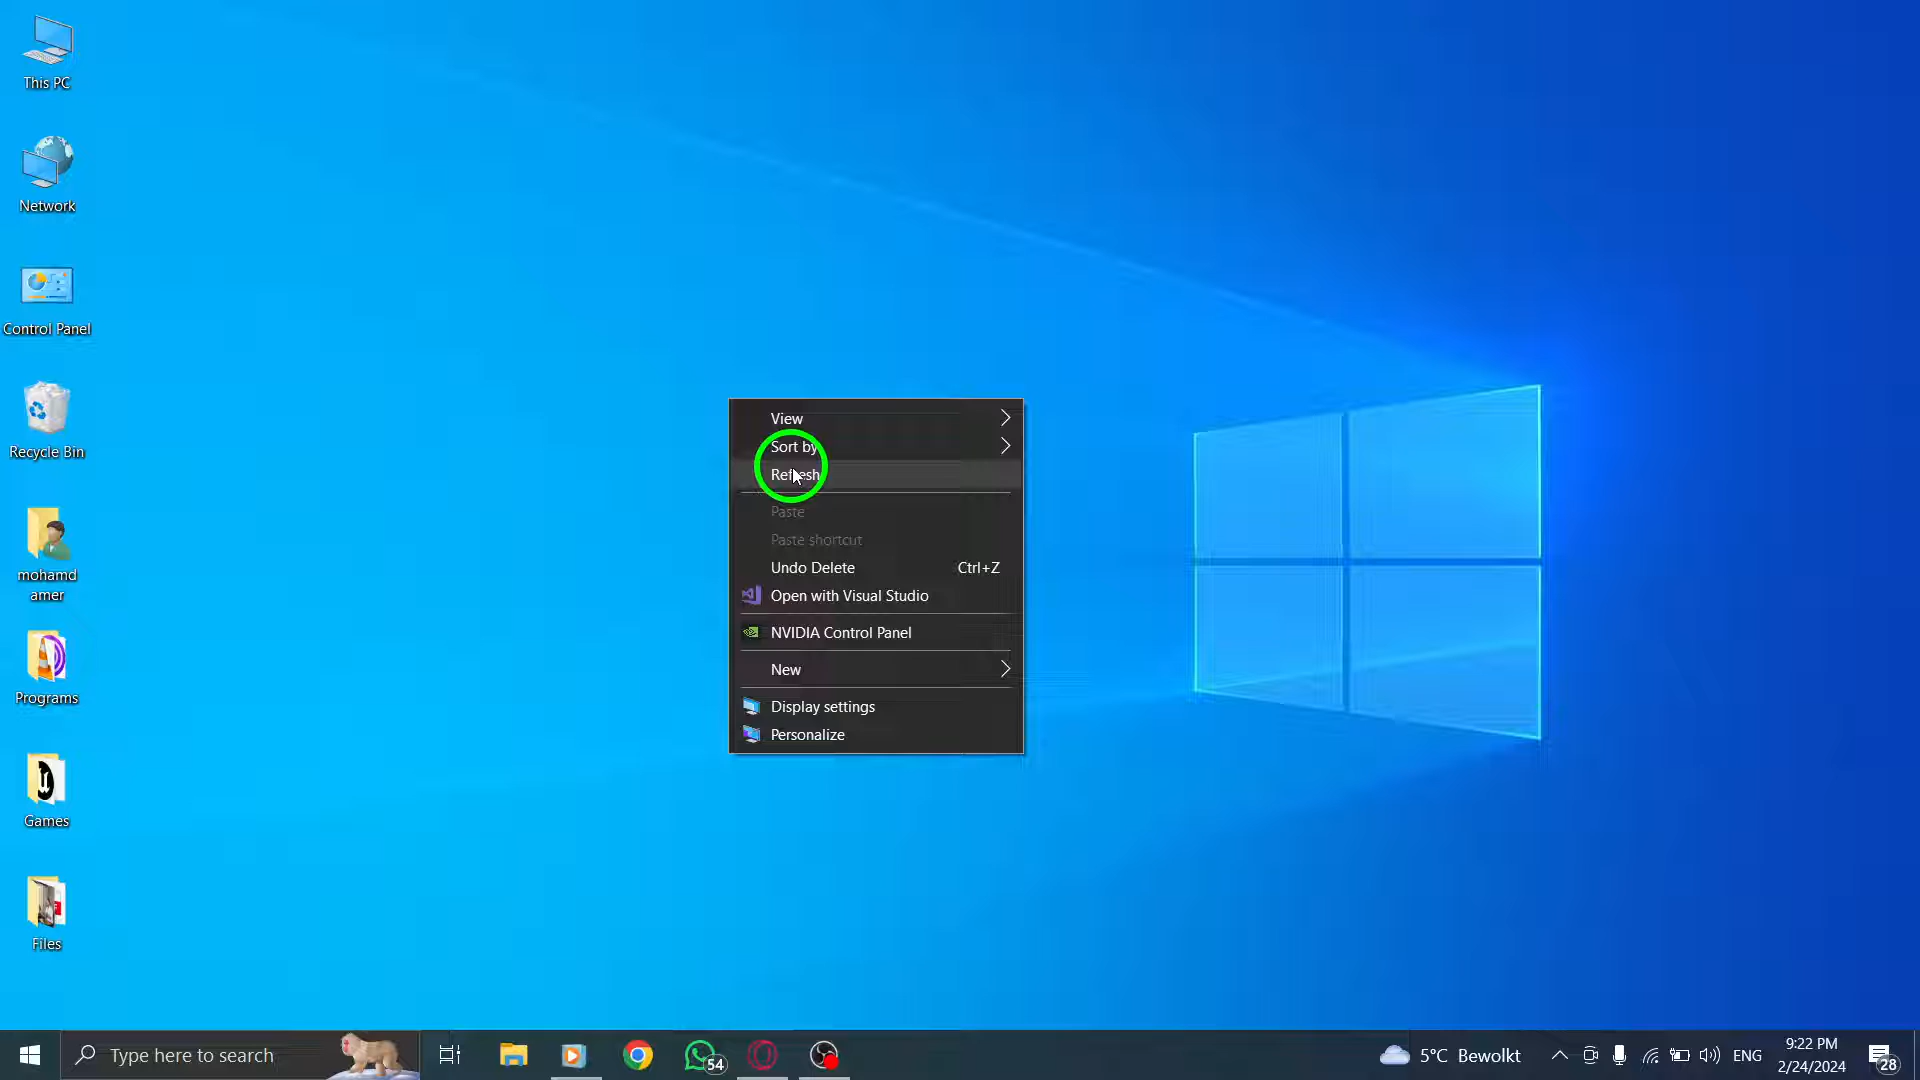 This PC
Network
Control Panel
Recycle Bin
mohamd
amer
Programs
Games
Files
View
Sort by
Refresh
Paste
Paste shortcut
Undo Delete Ctrl+Z
Open with Visual Studio
NVIDIA Control Panel
New
Display settings
Personalize
Type here to search
54
5°C Bewolkt
ENG
9:22 PM
2/24/2024
28